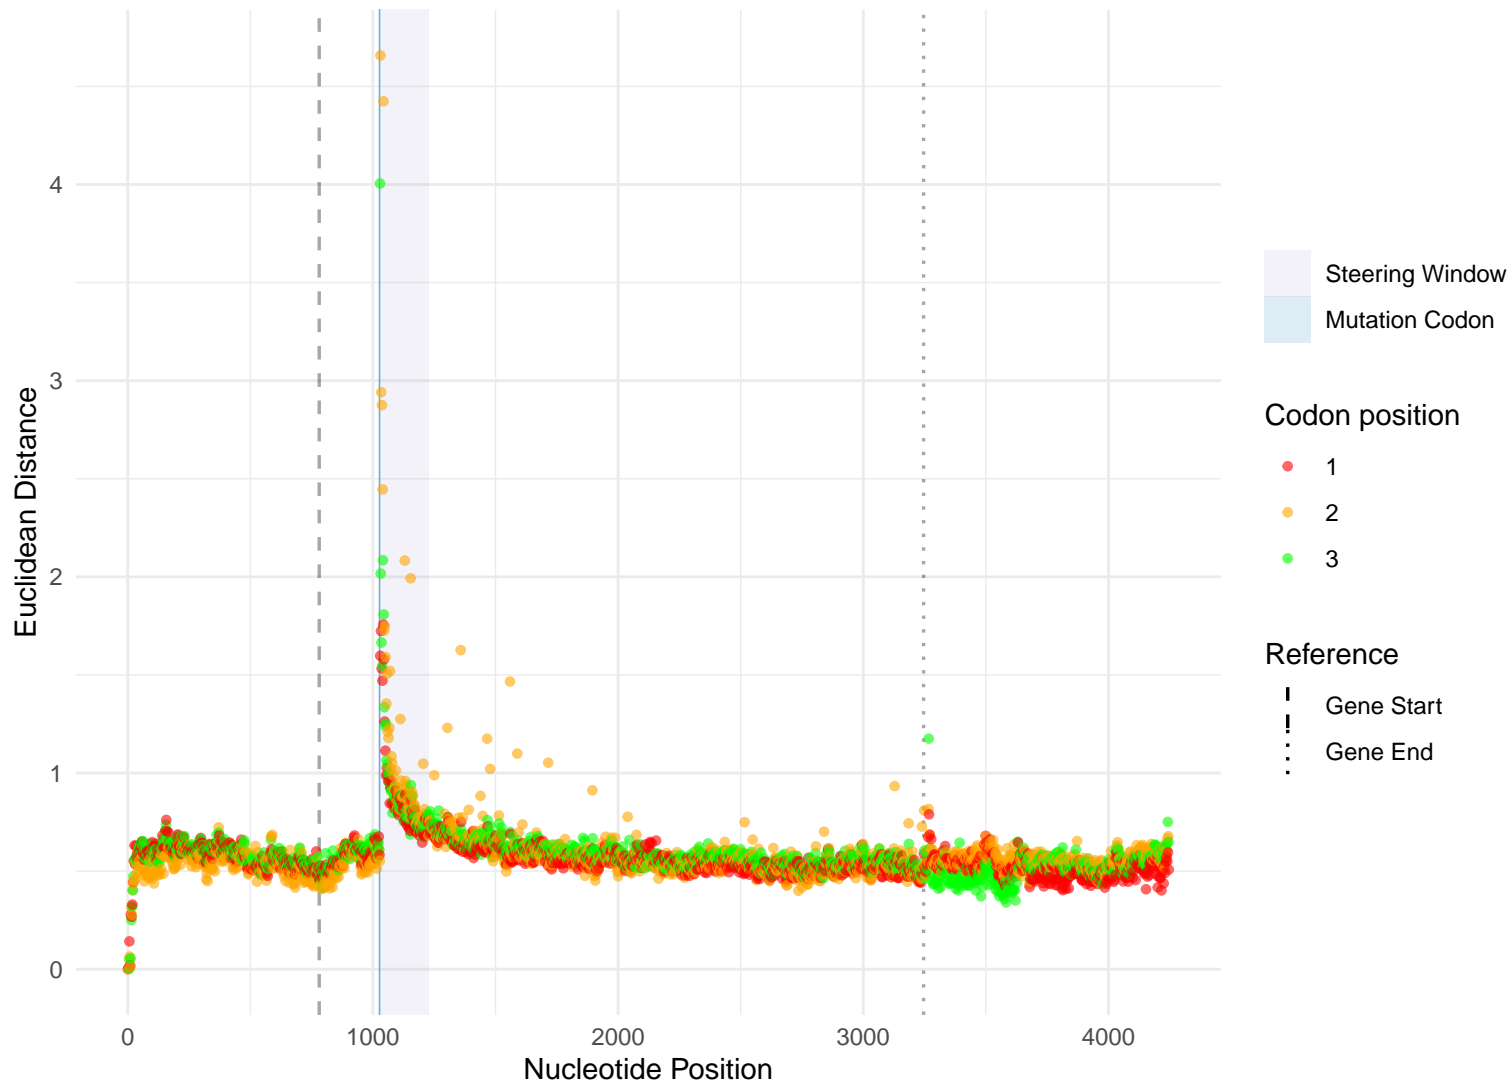 4
3
2
1
0
0
1000
2000
3000
4000
Nucleotide Position
Euclidean Distance
Steering Window
Mutation Codon
Codon position
1
2
3
Reference
Gene Start
Gene End